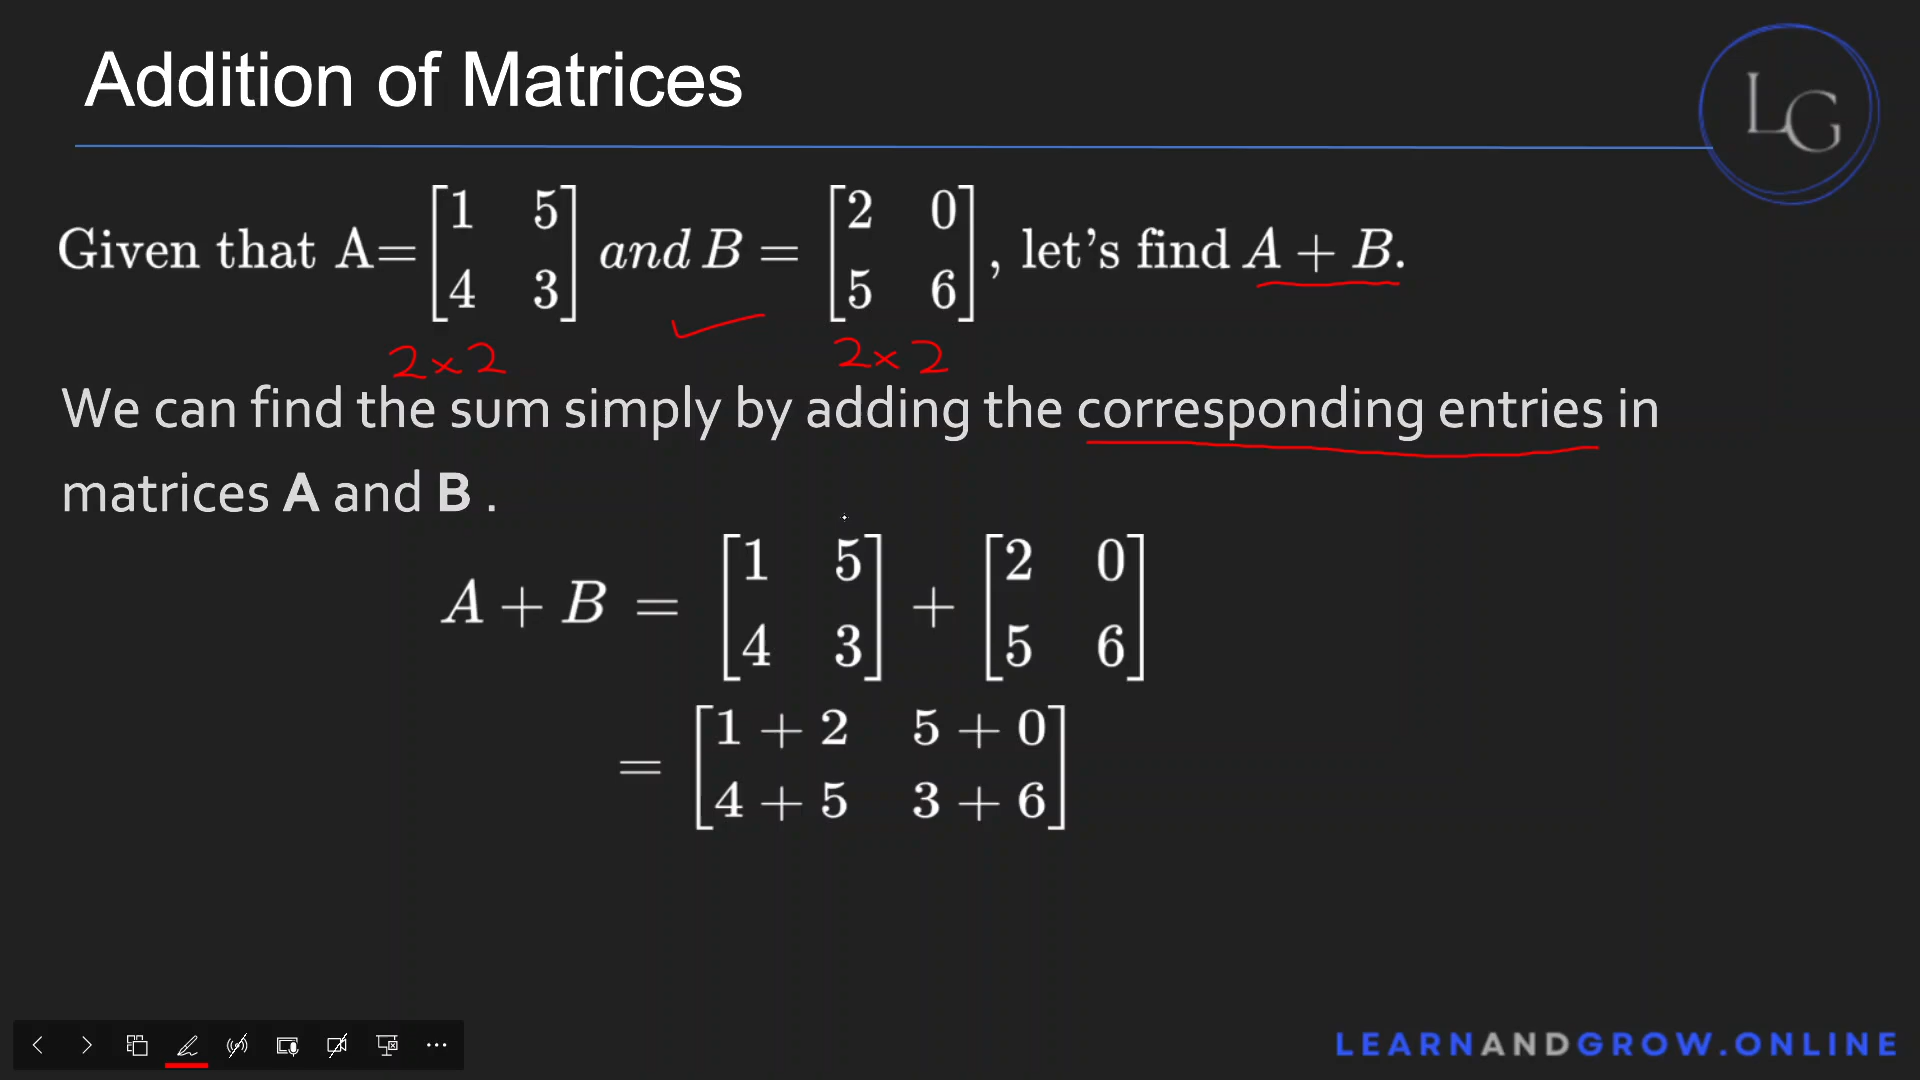 Addition of Matrices
LG
Given that A= [1 5; 4 3] and B = [2 0; 5 6], let's find A + B.
2×2 2×2
We can find the sum simply by adding the corresponding entries in
matrices A and B .
A + B = [1 5; 4 3] + [2 0; 5 6]
= [1 + 2 5 + 0; 4 + 5 3 + 6]
LEARNANDGROW.ONLINE